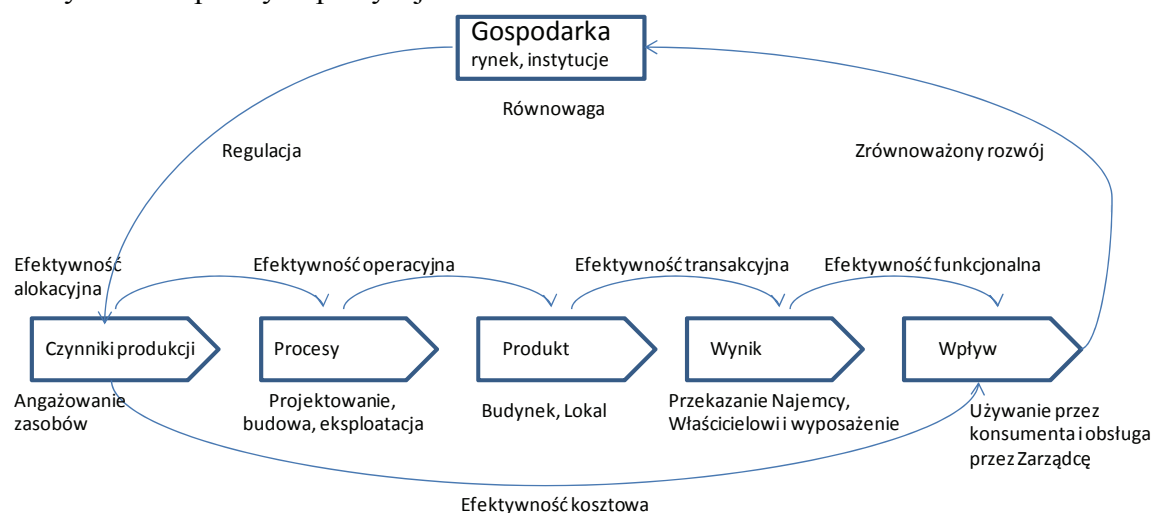 Gospodarka
rynek, instytucje
Równowaga
Regulacja
Zrównoważony rozwój
Efektywność
alokacyjna
Efektywność operacyjna
Efektywność transakcyjna
Efektywność funkcjonalna
Czynniki produkcji
Procesy
Produkt
Wynik
Wpływ
Angażowanie
zasobów
Projektowanie,
budowa, eksploatacja
Budynek, Lokal
Przekazanie Najemcy,
Właścicielowi i wyposażenie
Używanie przez
konsumenta i obsługa
przez Zarządcę
Efektywność kosztowa